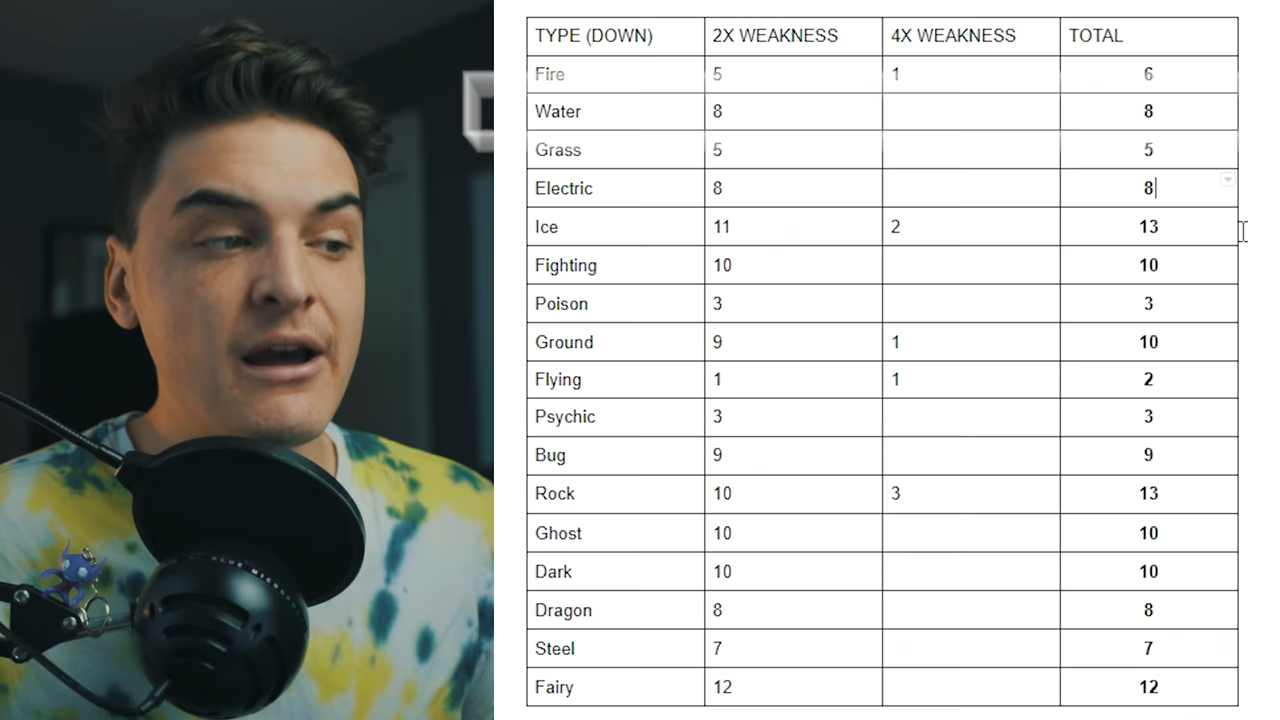 TYPE (DOWN) 2X WEAKNESS 4X WEAKNESS TOTAL
Fire 5 1 6
Water 8 8
Grass 5 5
Electric 8 8
Ice 11 2 13
Fighting 10 10
Poison 3 3
Ground 9 1 10
Flying 1 1 2
Psychic 3 3
Bug 9 9
Rock 10 3 13
Ghost 10 10
Dark 10 10
Dragon 8 8
Steel 7 7
Fairy 12 12